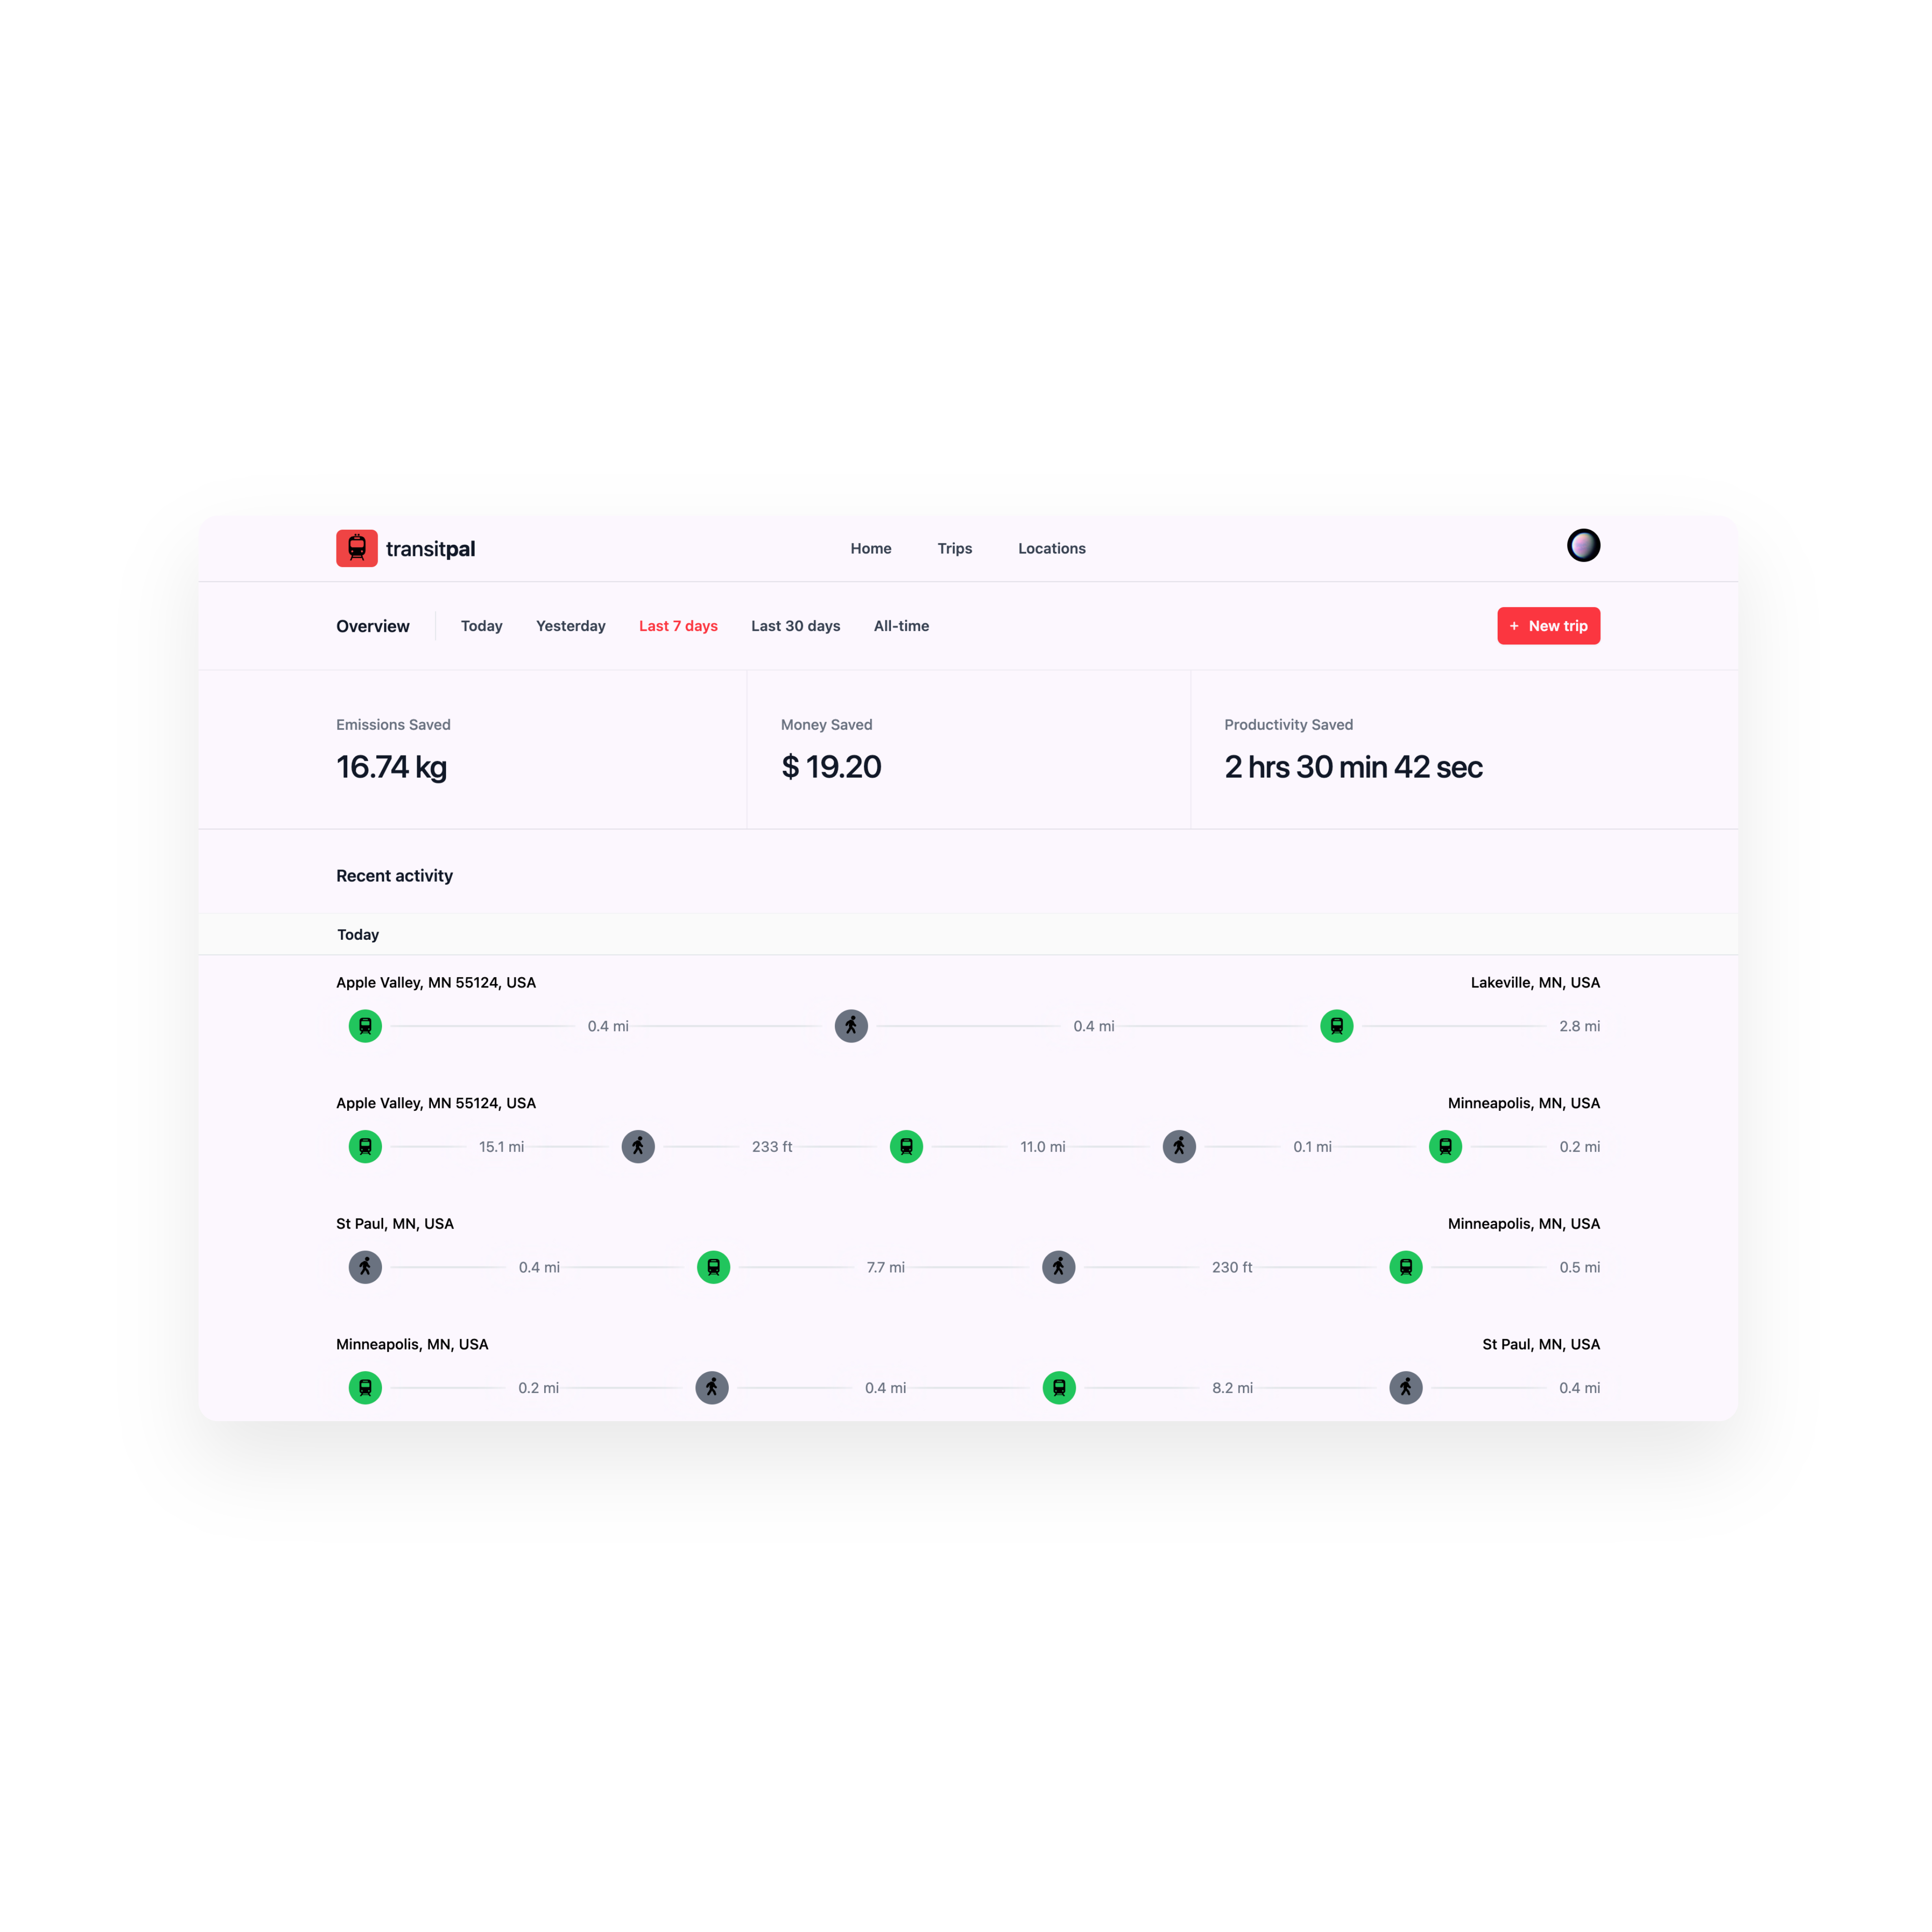 transitpal Home Trips Locations
Overview Today Yesterday Last 7 days Last 30 days All-time + New trip
Emissions Saved Money Saved Productivity Saved
16.74 kg $ 19.20 2 hrs 30 min 42 sec
Recent activity
Today
Apple Valley, MN 55124, USA Lakeville, MN, USA
0.4 mi 0.4 mi 2.8 mi
Apple Valley, MN 55124, USA Minneapolis, MN, USA
15.1 mi 233 ft 11.0 mi 0.1 mi 0.2 mi
St Paul, MN, USA Minneapolis, MN, USA
0.4 mi 7.7 mi 230 ft 0.5 mi
Minneapolis, MN, USA St Paul, MN, USA
0.2 mi 0.4 mi 8.2 mi 0.4 mi